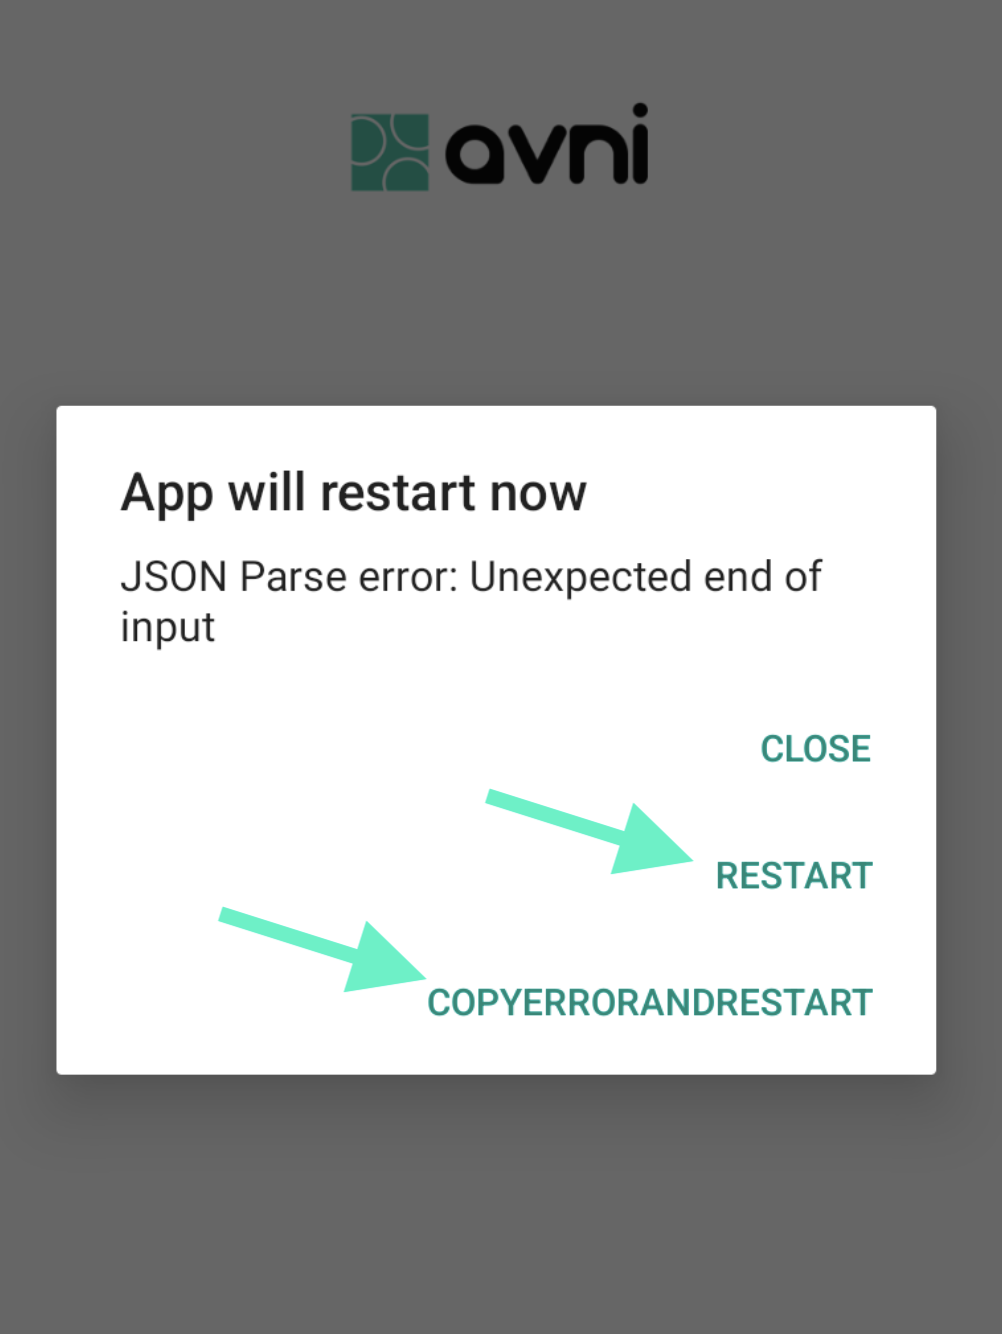 avni
App will restart now
JSON Parse error: Unexpected end of
input
CLOSE
RESTART
COPYERRORANDRESTART